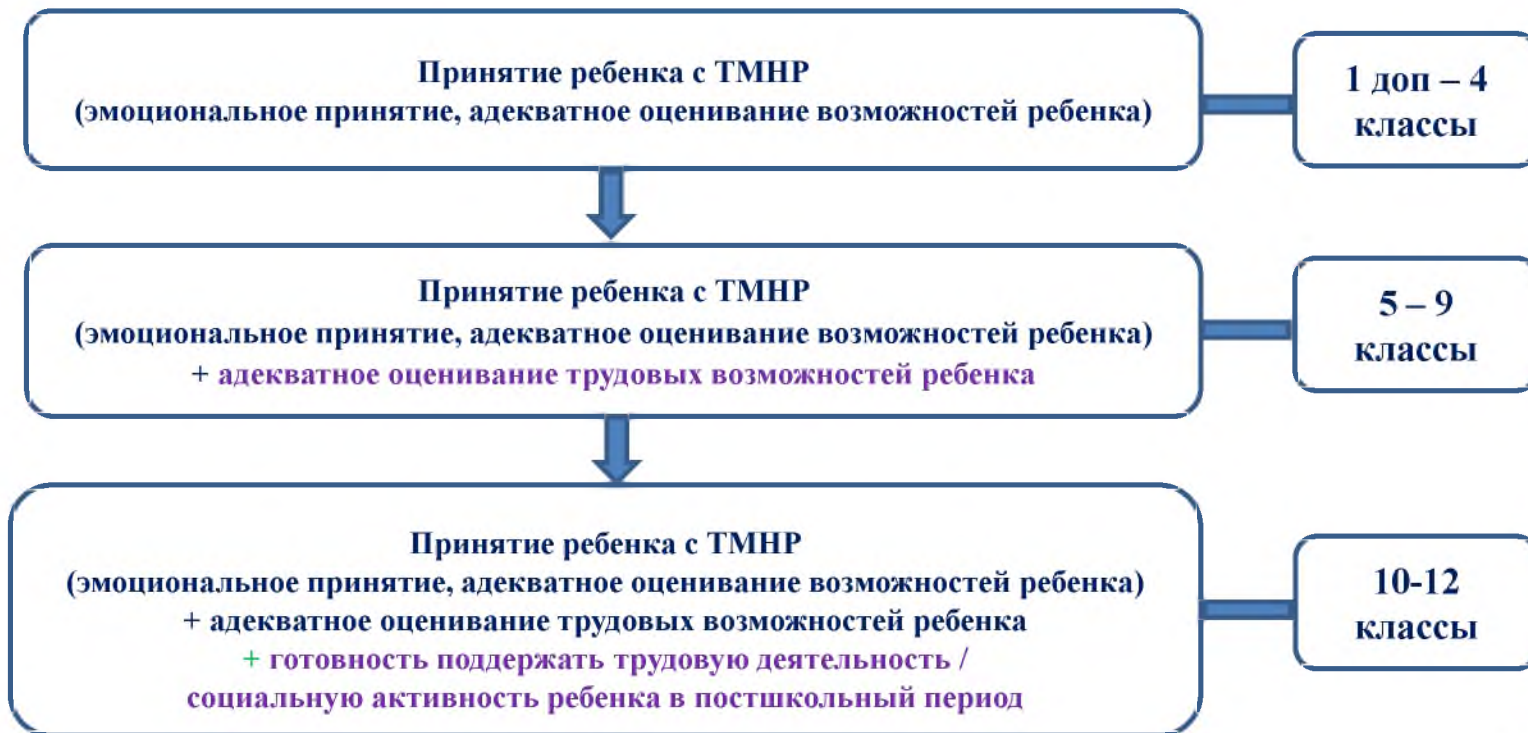 Принятие ребенка с ТМНР
(эмоциональное принятие, адекватное оценивание возможностей ребенка)
1 доп – 4
классы
Принятие ребенка с ТМНР
(эмоциональное принятие, адекватное оценивание возможностей ребенка)
+ адекватное оценивание трудовых возможностей ребенка
5 – 9
классы
Принятие ребенка с ТМНР
(эмоциональное принятие, адекватное оценивание возможностей ребенка)
+ адекватное оценивание трудовых возможностей ребенка
+ готовность поддержать трудовую деятельность /
социальную активность ребенка в постшкольный период
10-12
классы